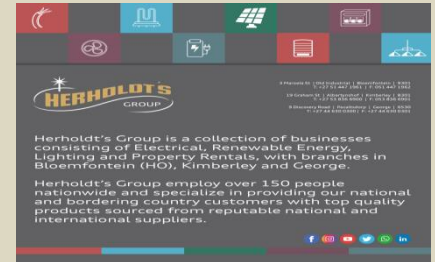 HERHOLDT'S
GROUP
Herholdt's Group is a collection of businesses
consisting of Electrical, Renewable Energy,
Lighting and Property Rentals, with branches in
Bloemfontein (HO), Kimberley and George.
Herholdt's Group employ over 150 people
nationwide and specialize in providing our national
and bordering country customers with top quality
products sourced from reputable national and
international suppliers.